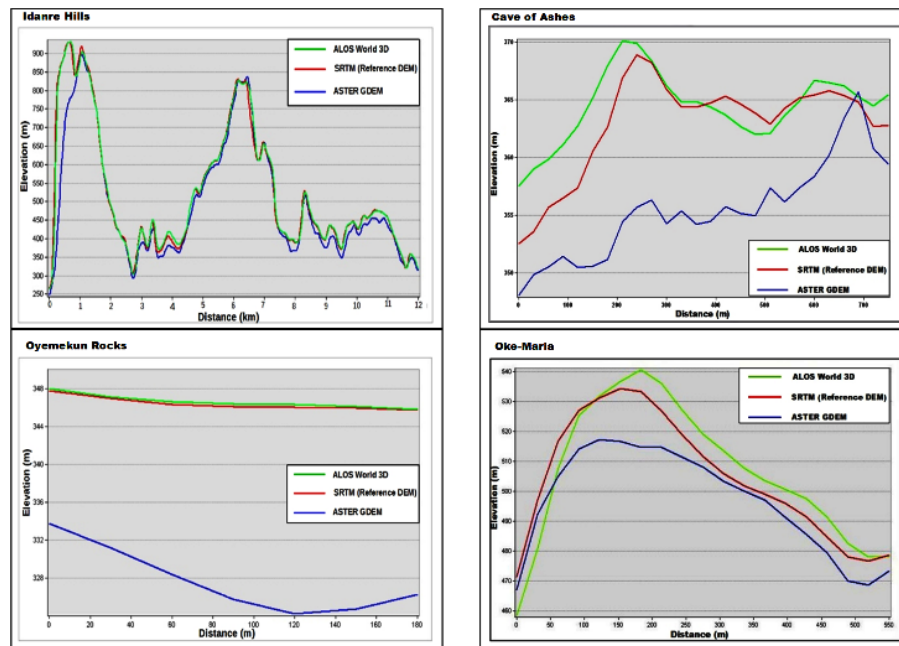 Idanre Hills
Elevation (m)
900
850
800
750
700
650
600
550
500
450
400
350
300
250
ALOS World 3D
SRTM (Reference DEM)
ASTER GDEM
0 1 2 3 4 5 6 7 8 9 10 11 12
Distance (km)
Cave of Ashes
Elevation (m)
370
365
360
355
350
ALOS World 3D
SRTM (Reference DEM)
ASTER GDEM
0 100 200 300 400 500 600 700
Distance (m)
Oyemekun Rocks
Elevation (m)
348
344
340
336
332
328
ALOS World 3D
SRTM (Reference DEM)
ASTER GDEM
0 20 40 60 80 100 120 140 160 180
Distance (m)
Oke-Maria
Elevation (m)
540
530
520
510
500
490
480
470
460
ALOS World 3D
SRTM (Reference DEM)
ASTER GDEM
0 50 100 150 200 250 300 350 400 450 500 550
Distance (m)